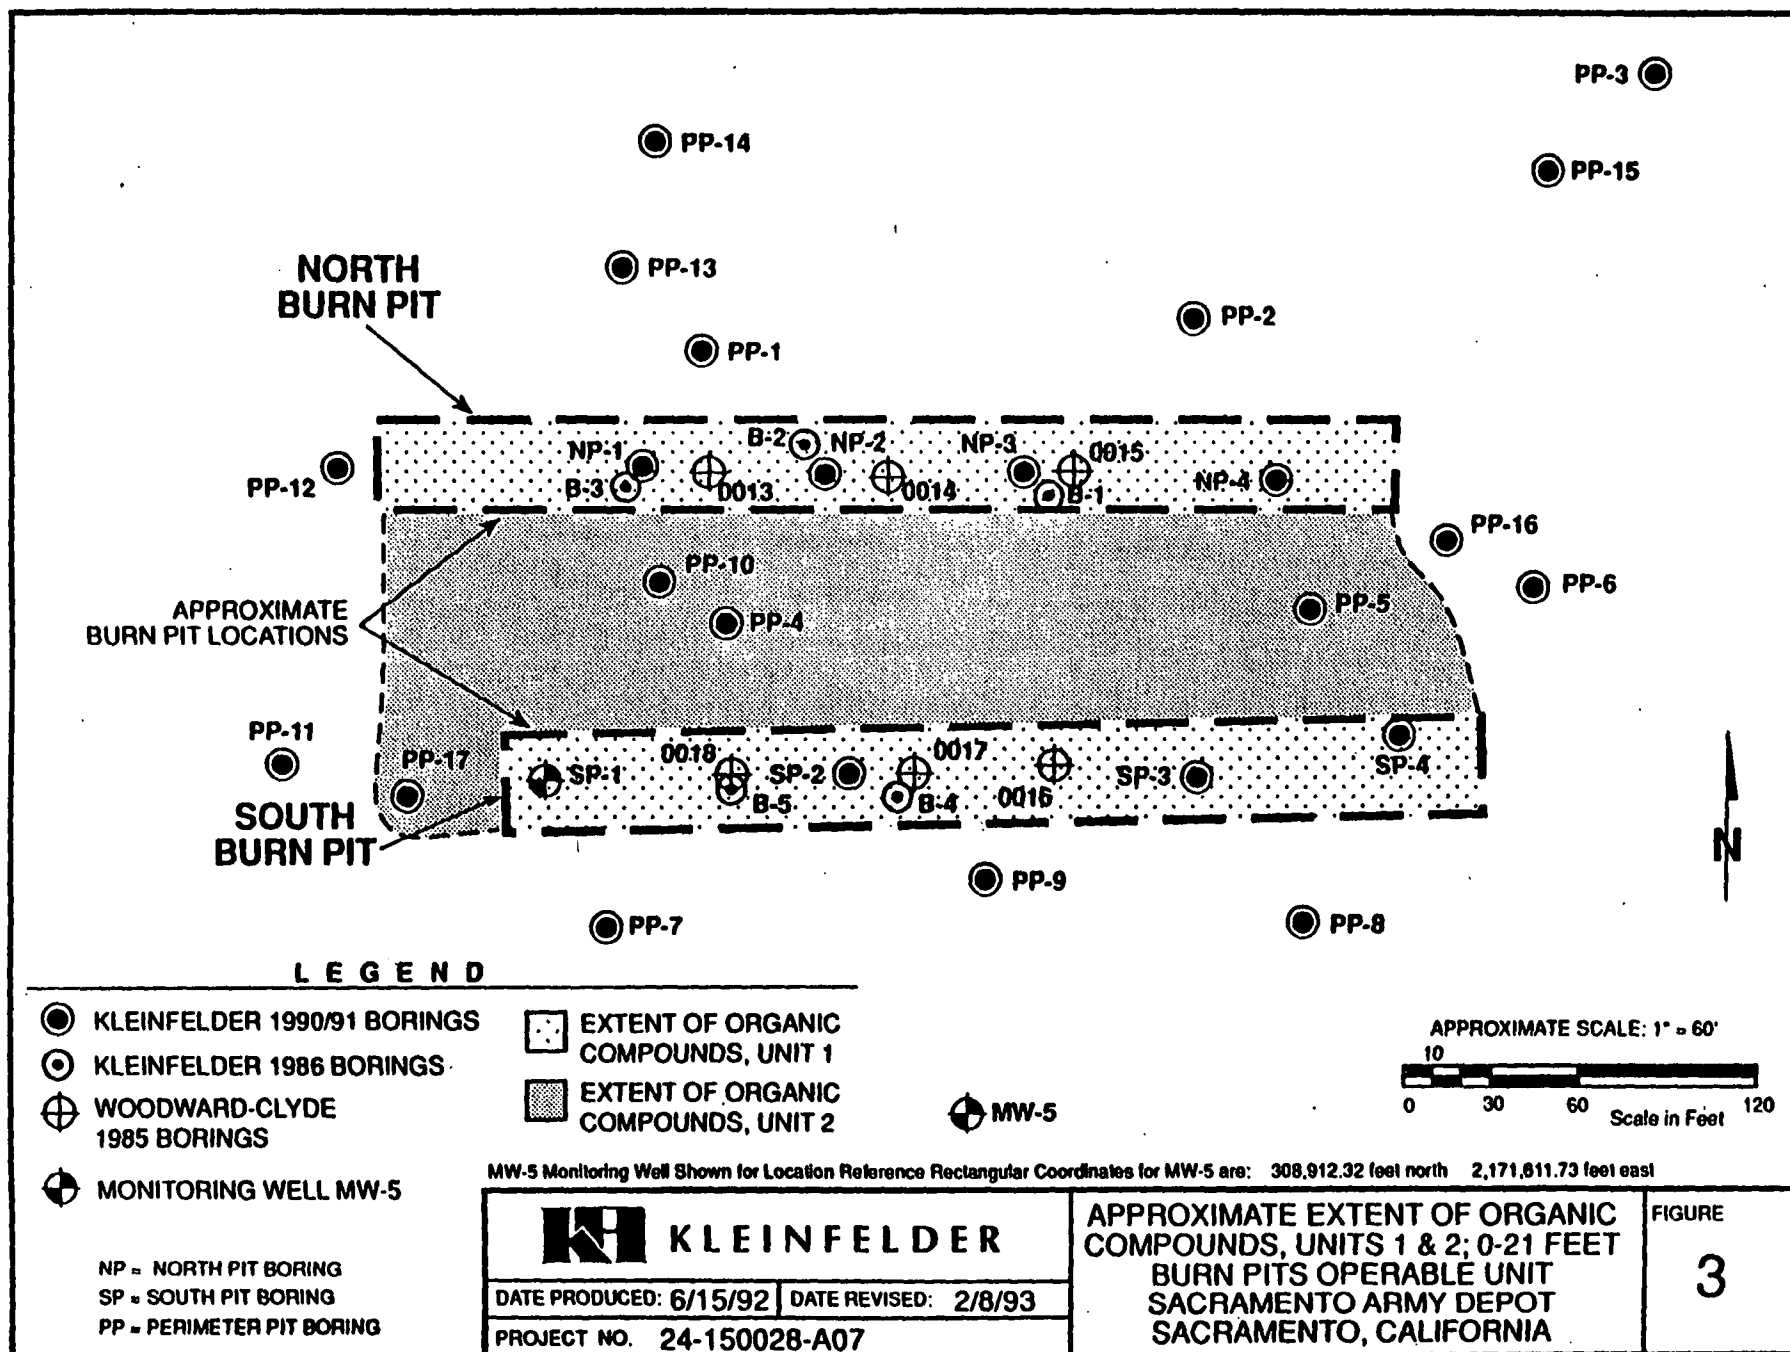 PP-3
PP-14
PP-15
PP-13
NORTH
BURN PIT
PP-2
PP-1
B-2
NP-2
NP-3
0015
NP-1
PP-12
B-3
0013
0014
B-1
NP-4
PP-16
PP-10
PP-6
APPROXIMATE
BURN PIT LOCATIONS
PP-4
PP-5
PP-11
PP-17
0018
0017
SP-1
SP-2
SP-3
SP-4
B-5
B-4
0016
SOUTH
BURN PIT
N
PP-9
PP-7
PP-8
LEGEND
KLEINFELDER 1990/91 BORINGS
KLEINFELDER 1986 BORINGS
WOODWARD-CLYDE
1985 BORINGS
MONITORING WELL MW-5
EXTENT OF ORGANIC
COMPOUNDS, UNIT 1
EXTENT OF ORGANIC
COMPOUNDS, UNIT 2
MW-5
APPROXIMATE SCALE: 1" = 60'
10
0 30 60 120
Scale in Feet
MW-5 Monitoring Well Shown for Location Reference Rectangular Coordinates for MW-5 are: 308,912.32 feet north 2,171,611.73 feet east
NP = NORTH PIT BORING
SP = SOUTH PIT BORING
PP = PERIMETER PIT BORING
KLEINFELDER
DATE PRODUCED: 6/15/92 DATE REVISED: 2/8/93
PROJECT NO. 24-150028-A07
APPROXIMATE EXTENT OF ORGANIC
COMPOUNDS, UNITS 1 & 2; 0-21 FEET
BURN PITS OPERABLE UNIT
SACRAMENTO ARMY DEPOT
SACRAMENTO, CALIFORNIA
FIGURE
3